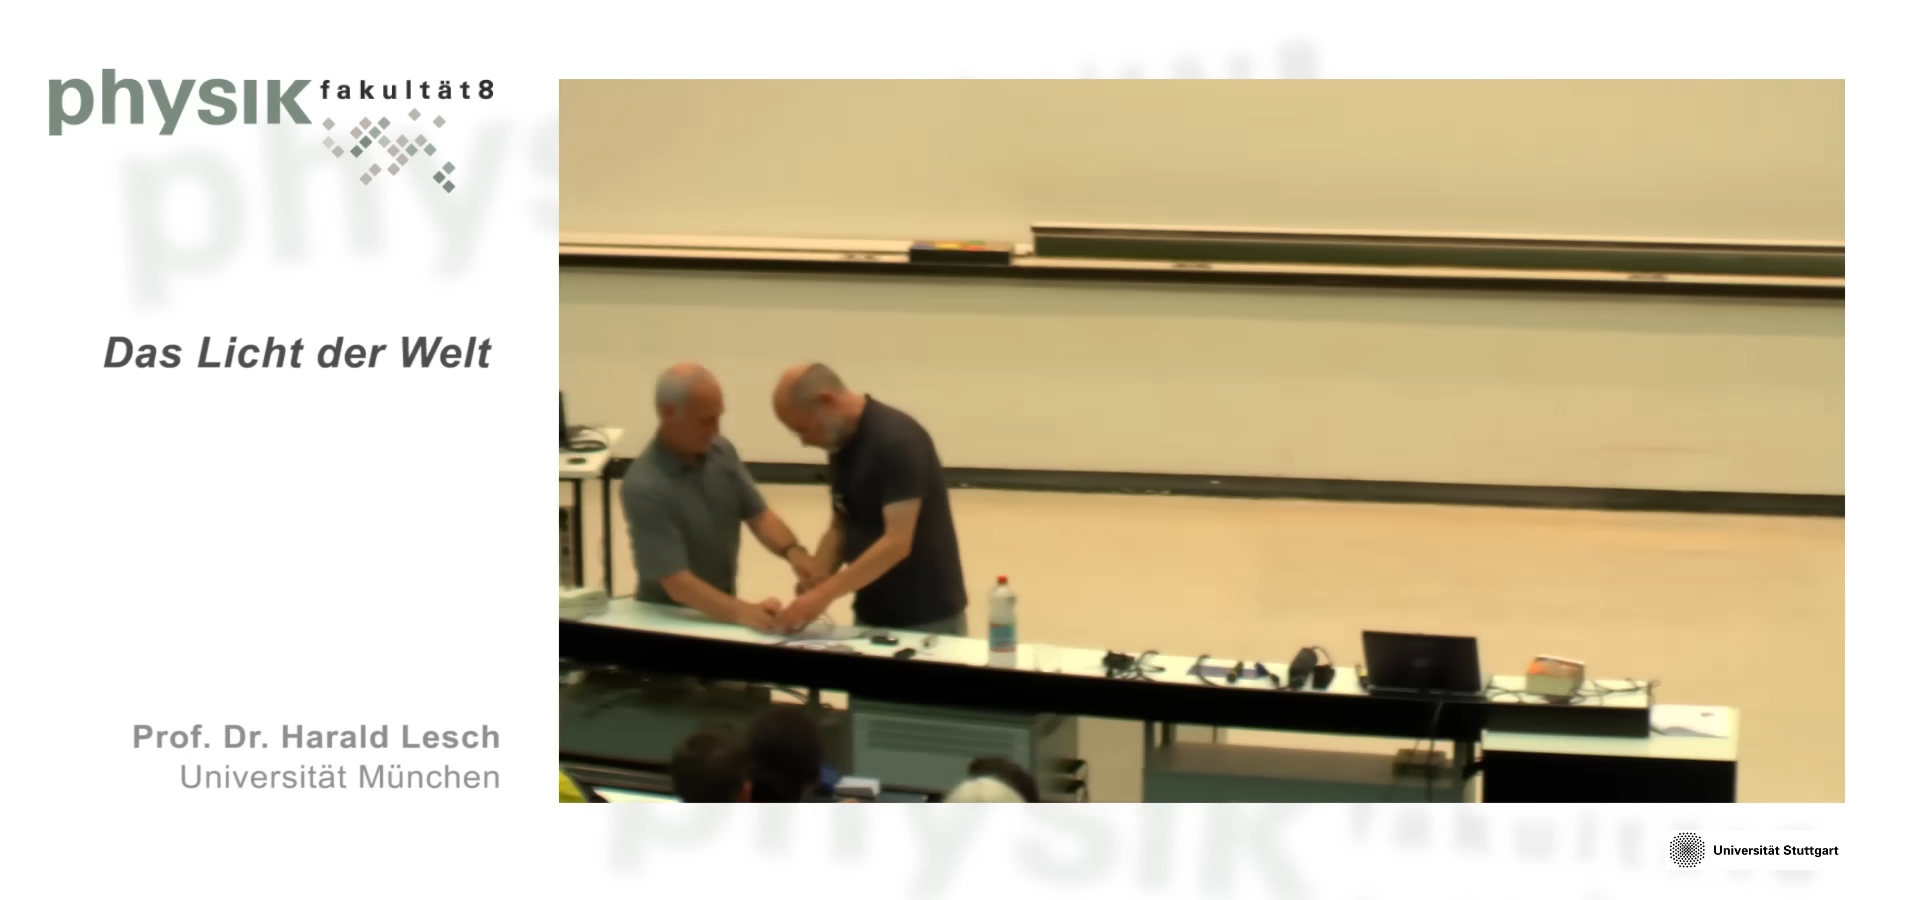 physik fakultät8
Das Licht der Welt
Prof. Dr. Harald Lesch
Universität München
Universität Stuttgart